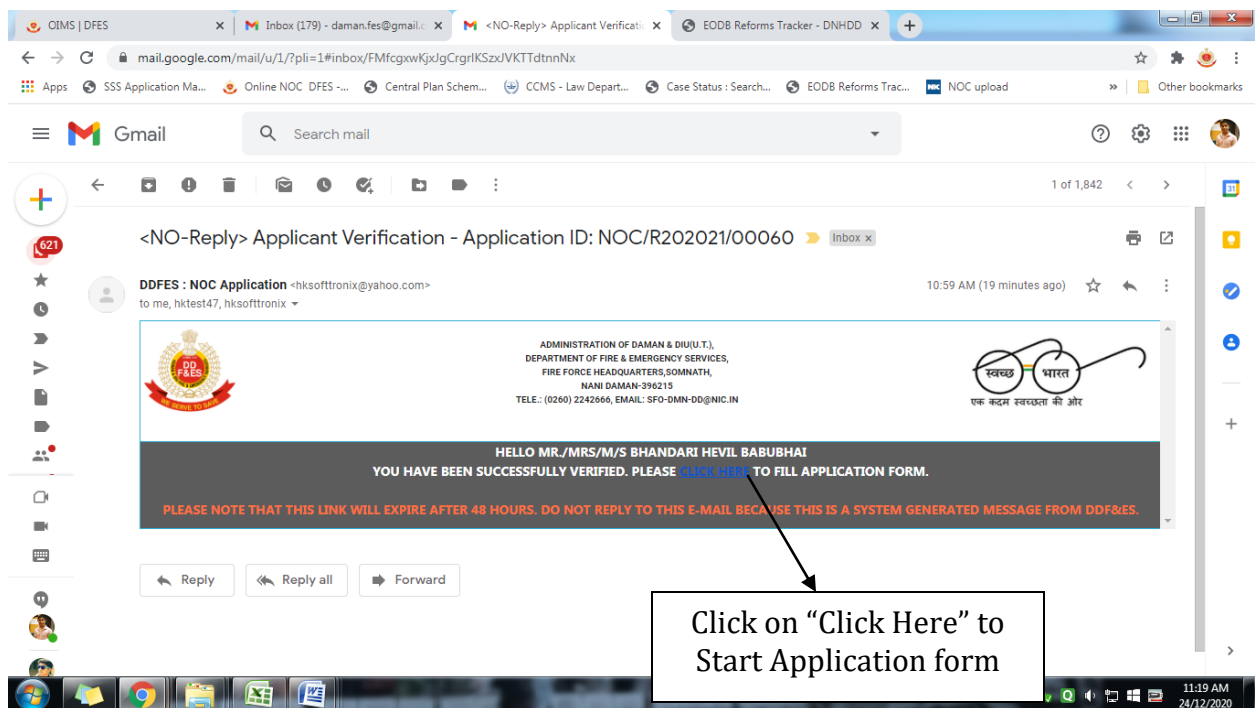 OIMS | DFES
Inbox (179) - daman.fes@gmail.c
<NO-Reply> Applicant Verificati
EODB Reforms Tracker - DNHDD
mail.google.com/mail/u/1/?pli=1#inbox/FMfcgxwKjxJgCrgrlKSzxJVKTTdtnnNx
Apps SSS Application Ma... Online NOC DFES -... Central Plan Schem... CCMS - Law Depart... Case Status : Search... EODB Reforms Trac... NOC upload » Other bookmarks
Gmail
Search mail
1 of 1,842
31
621
<NO-Reply> Applicant Verification - Application ID: NOC/R202021/00060 Inbox x
DDFES : NOC Application <hksofttronix@yahoo.com> 10:59 AM (19 minutes ago)
to me, hktest47, hksofttronix
DD
F&ES
WE SERVE TO SAVE
ADMINISTRATION OF DAMAN & DIU(U.T.),
DEPARTMENT OF FIRE & EMERGENCY SERVICES,
FIRE FORCE HEADQUARTERS,SOMNATH,
NANI DAMAN-396215
TELE.: (0260) 2242666, EMAIL: SFO-DMN-DD@NIC.IN
स्वच्छ भारत
एक कदम स्वच्छता की ओर
HELLO MR./MRS/M/S BHANDARI HEVIL BABUBHAI
YOU HAVE BEEN SUCCESSFULLY VERIFIED. PLEASE CLICK HERE TO FILL APPLICATION FORM.
PLEASE NOTE THAT THIS LINK WILL EXPIRE AFTER 48 HOURS. DO NOT REPLY TO THIS E-MAIL BECAUSE THIS IS A SYSTEM GENERATED MESSAGE FROM DDF&ES.
Reply Reply all Forward
Click on “Click Here” to
Start Application form
11:19 AM
24/12/2020